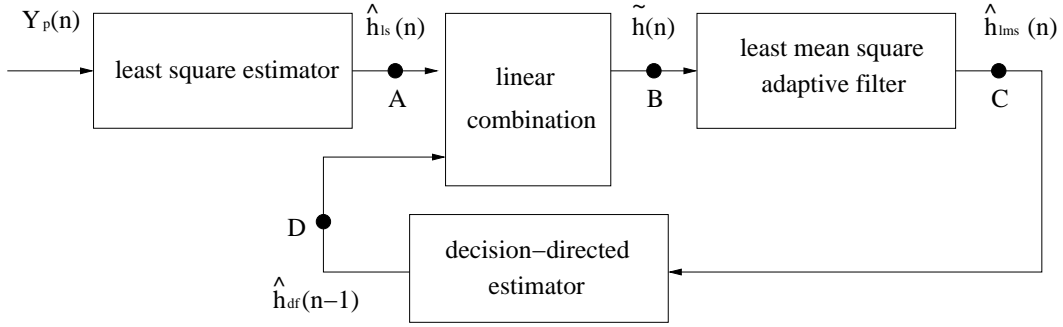 Y_p(n)
ĥ_ls(n)
h̃(n)
ĥ_lms(n)
least square estimator
linear
combination
least mean square
adaptive filter
A
B
C
D
decision−directed
estimator
ĥ_df(n−1)